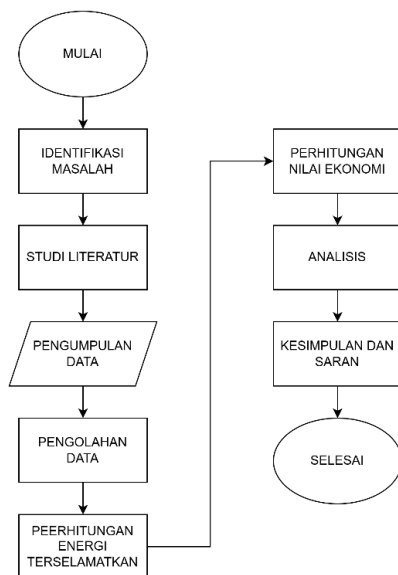 MULAI
IDENTIFIKASI
MASALAH
STUDI LITERATUR
PENGUMPULAN
DATA
PENGOLAHAN
DATA
PEERHITUNGAN
ENERGI
TERSELAMATKAN
PERHITUNGAN
NILAI EKONOMI
ANALISIS
KESIMPULAN DAN
SARAN
SELESAI